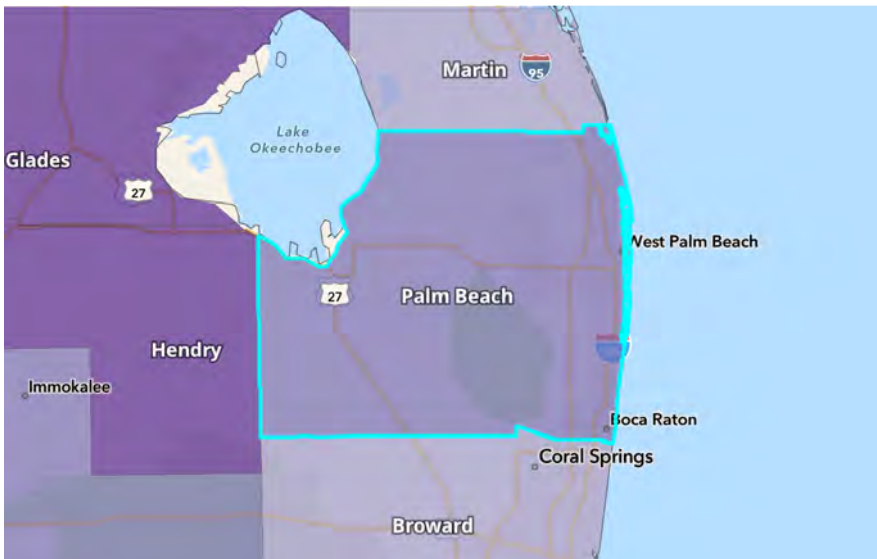 Martin
95
Lake
Okeechobee
Glades
27
West Palm Beach
27
Palm Beach
Hendry
Immokalee
Boca Raton
Coral Springs
Broward